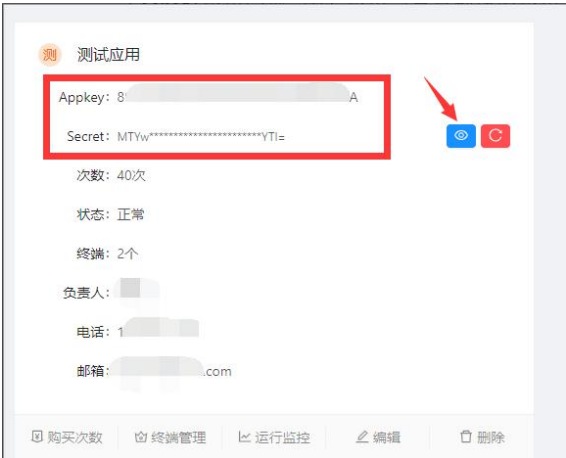 测 测试应用
Appkey: 8 A
Secret: MTYw***********************YTI=
次数: 40次
状态: 正常
终端: 2个
负责人:
电话: 1
邮箱: .com
购买次数 终端管理 运行监控 编辑 删除